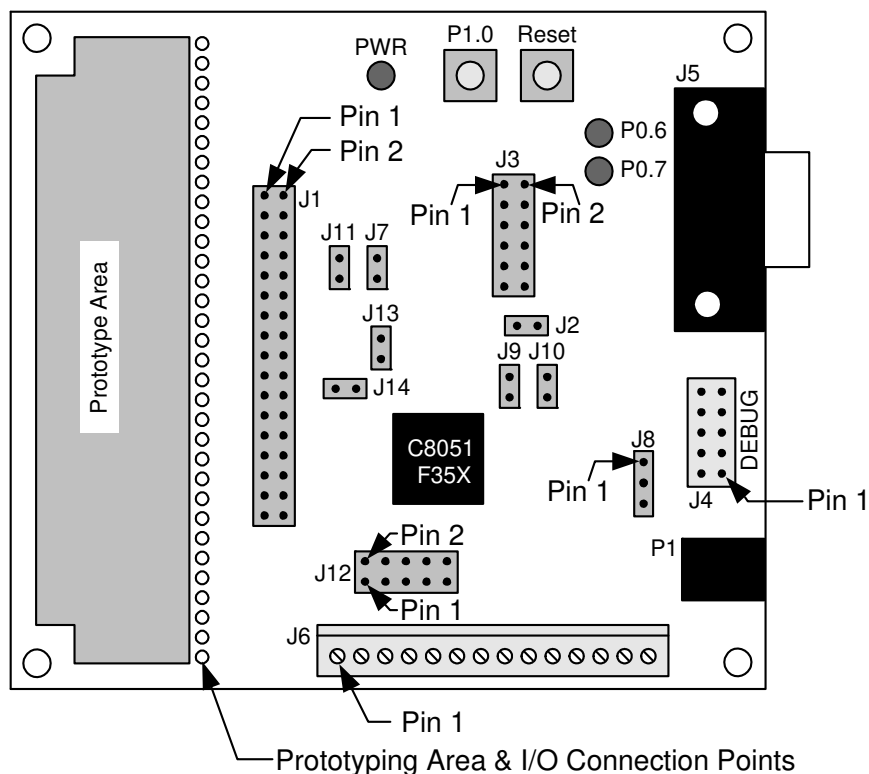 PWR
P1.0
Reset
J5
Pin 1
Pin 2
P0.6
P0.7
J3
Pin 1
Pin 2
J1
J11
J7
Prototype Area
J13
J2
J9
J10
J14
DEBUG
C8051
F35X
J8
Pin 1
J4
Pin 1
Pin 2
P1
J12
Pin 1
J6
Pin 1
Prototyping Area & I/O Connection Points